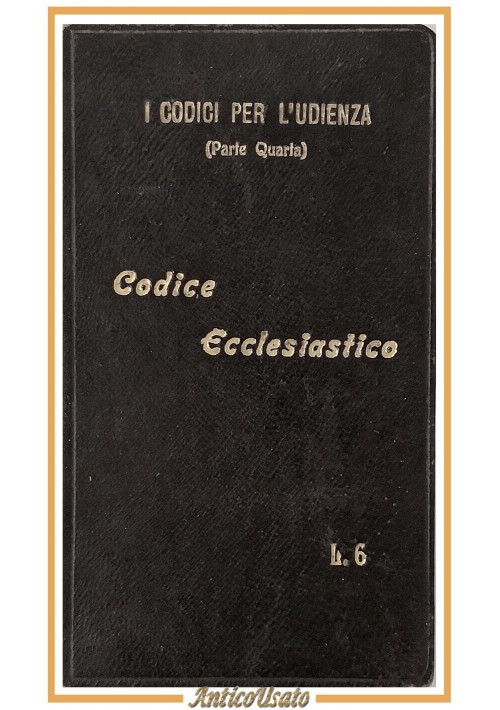 I CODICI PER L'UDIENZA
(Parte Quarta)
Codice
Ecclesiastico
L. 6
AnticoUsato